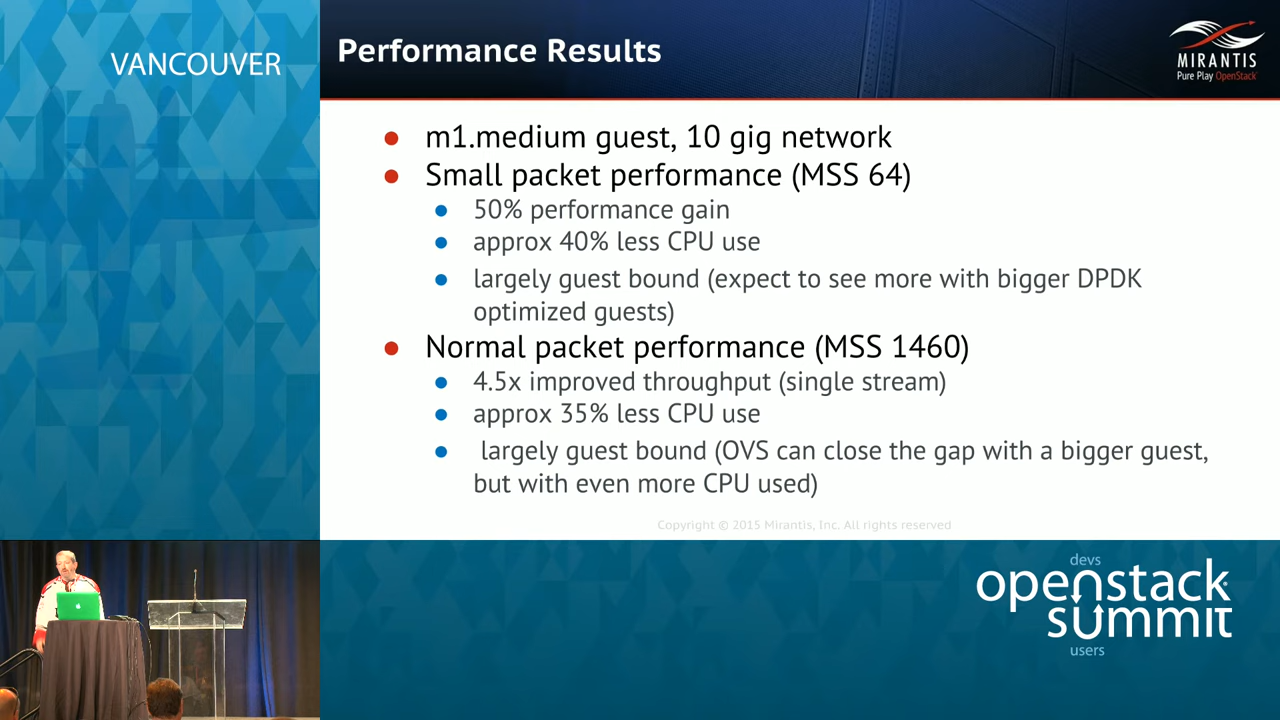 VANCOUVER
Performance Results
MIRANTIS
Pure Play OpenStack
• m1.medium guest, 10 gig network
• Small packet performance (MSS 64)
• 50% performance gain
• approx 40% less CPU use
• largely guest bound (expect to see more with bigger DPDK
optimized guests)
• Normal packet performance (MSS 1460)
• 4.5x improved throughput (single stream)
• approx 35% less CPU use
• largely guest bound (OVS can close the gap with a bigger guest,
but with even more CPU used)
Copyright © 2015 Mirantis, Inc. All rights reserved
devs
openstack
summit
users